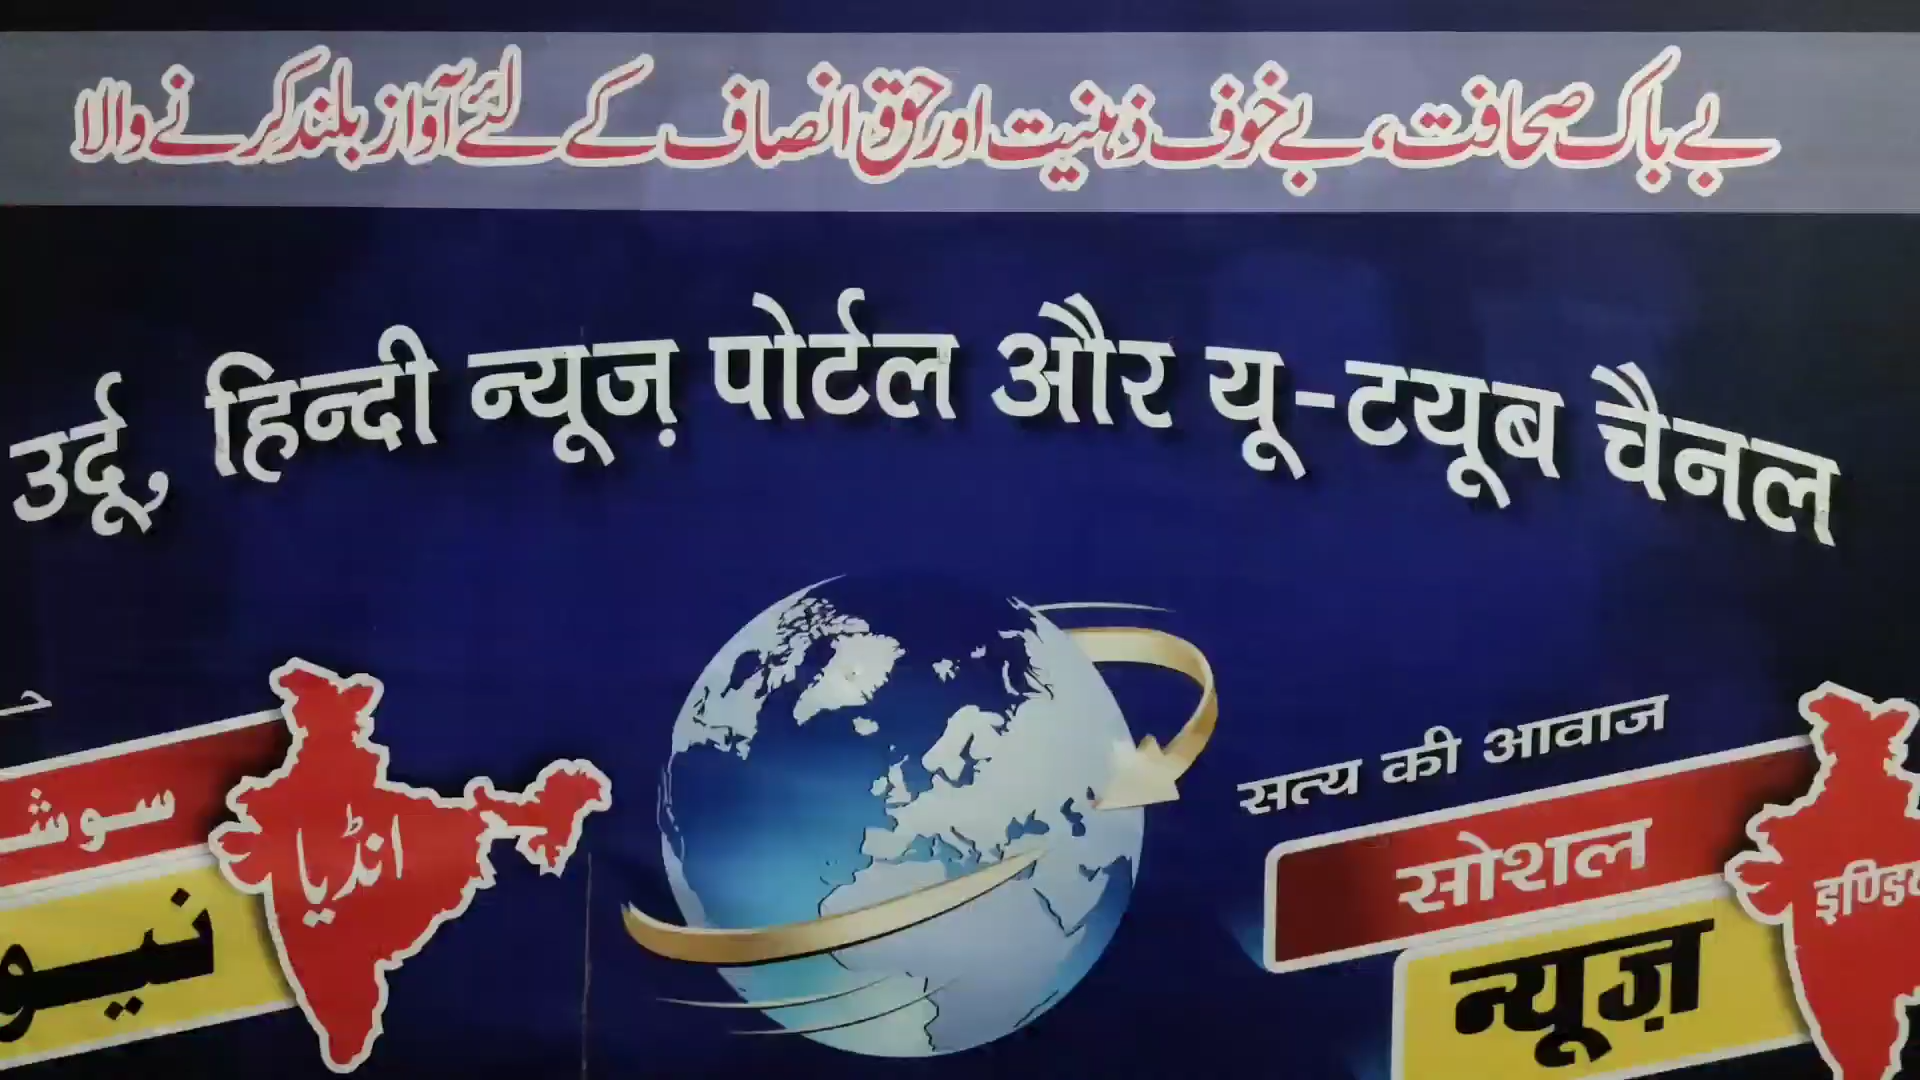 بے باک صحافت، بے خوف ذہنیت اور حق انصاف کے لئے آواز بلند کرنے والا
उर्दू, हिन्दी न्यूज़ पोर्टल और यू-टयूब चैनल
انڈیا
सत्य की आवाज
सोशल
न्यूज़